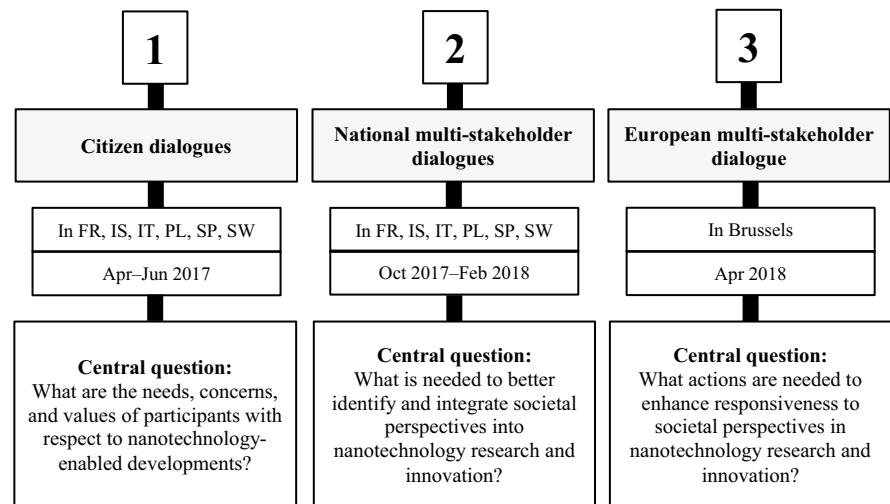 1
Citizen dialogues
In FR, IS, IT, PL, SP, SW
Apr–Jun 2017
Central question:
What are the needs, concerns,
and values of participants with
respect to nanotechnology-
enabled developments?
2
National multi-stakeholder
dialogues
In FR, IS, IT, PL, SP, SW
Oct 2017–Feb 2018
Central question:
What is needed to better
identify and integrate societal
perspectives into
nanotechnology research and
innovation?
3
European multi-stakeholder
dialogue
In Brussels
Apr 2018
Central question:
What actions are needed to
enhance responsiveness to
societal perspectives in
nanotechnology research and
innovation?